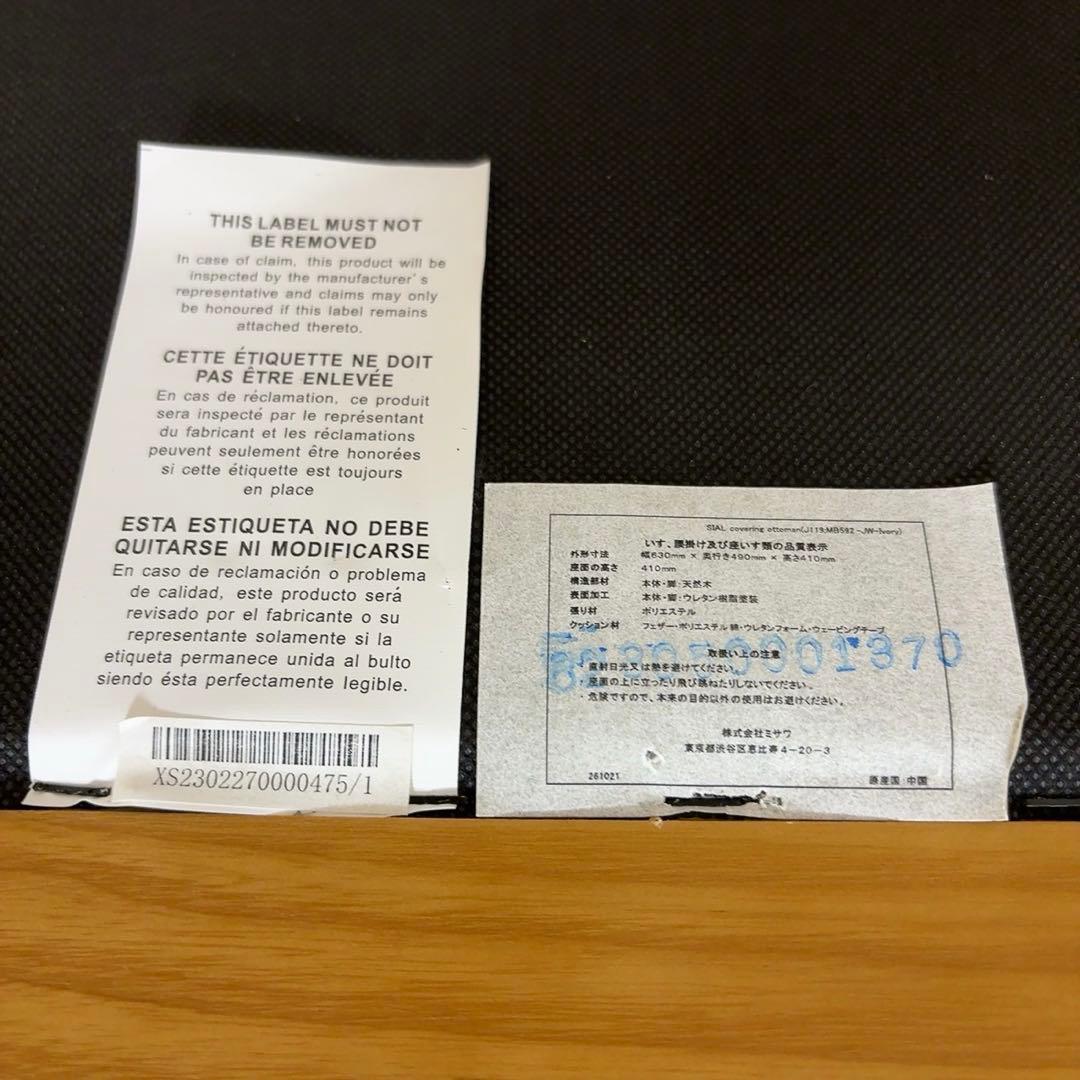 THIS LABEL MUST NOT
BE REMOVED
In case of claim, this product will be
inspected by the manufacturer's
representative and claims may only
be honoured if this label remains
attached thereto.
CETTE ÉTIQUETTE NE DOIT
PAS ÊTRE ENLEVÉE
En cas de réclamation, ce produit
sera inspecté par le représentant
du fabricant et les réclamations
peuvent seulement être honorées
si cette étiquette est toujours
en place
ESTA ESTIQUETA NO DEBE
QUITARSE NI MODIFICARSE
En caso de reclamación o problema
de calidad, este producto será
revisado por el fabricante o su
representante solamente si la
etiqueta permanece unida al bulto
siendo ésta perfectamente legible.
XS2302270000475/1
SIAL covering ottoman(J119:MB592-JW-Ivory)
いす、腰掛け及び座いす類の品質表示
外形寸法 幅630mm × 奥行き490mm × 高さ410mm
座面の高さ 410mm
構造部材 本体・脚:天然木
表面加工 本体・脚:ウレタン樹脂塗装
張り材 ポリエステル
クッション材 フェザー・ポリエステル綿・ウレタンフォーム・ウェービングテープ
取扱い上の注意
・直射日光又は熱を避けてください。
・座面の上に立ったり飛び跳ねたりしないでください。
・危険ですので、本来の目的以外の使用はお避けください。
株式会社ミサワ
東京都渋谷区恵比寿4-20-3
261021 原産国:中国